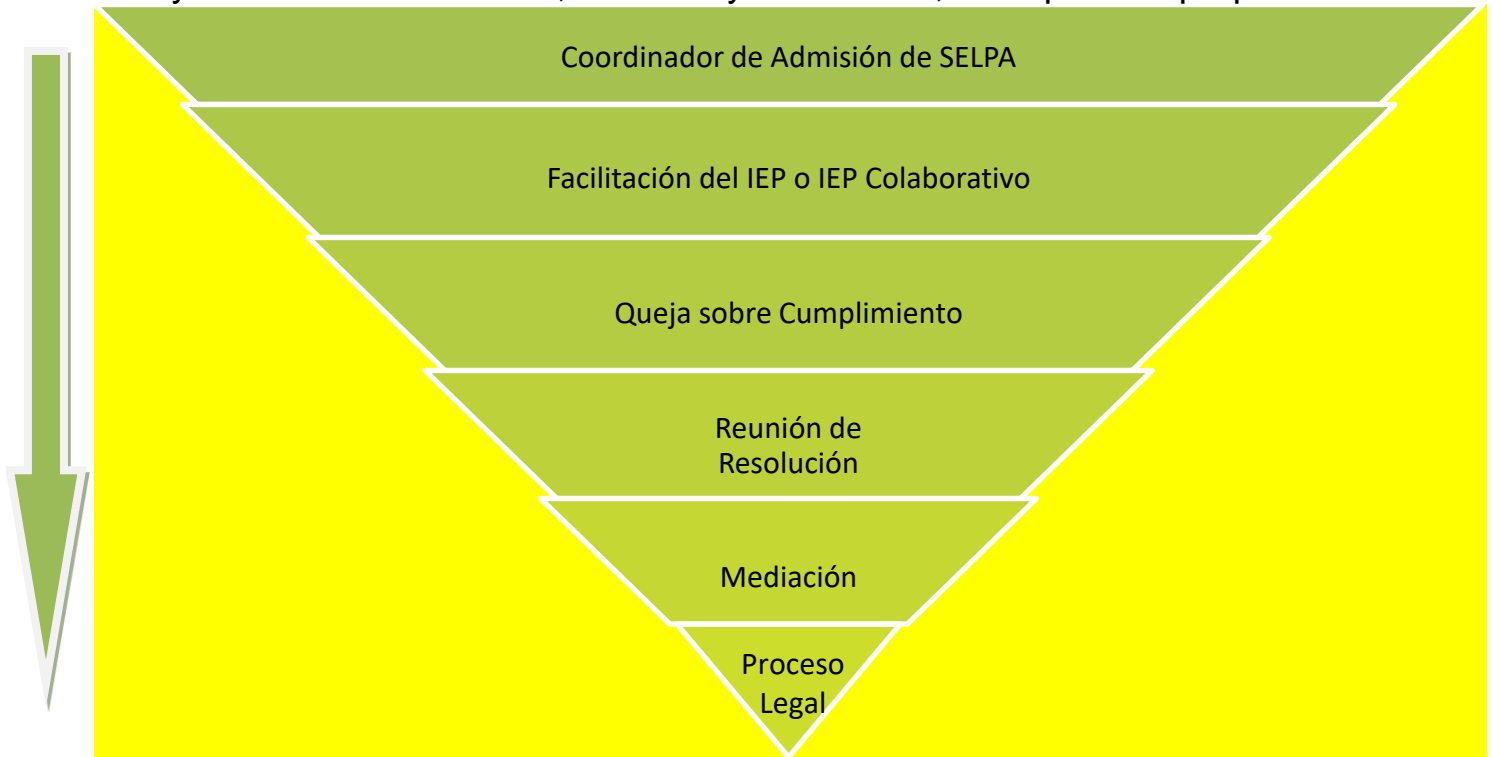 Coordinador de Admisión de SELPA
Facilitación del IEP o IEP Colaborativo
Queja sobre Cumplimiento
Reunión de
Resolución
Mediación
Proceso
Legal